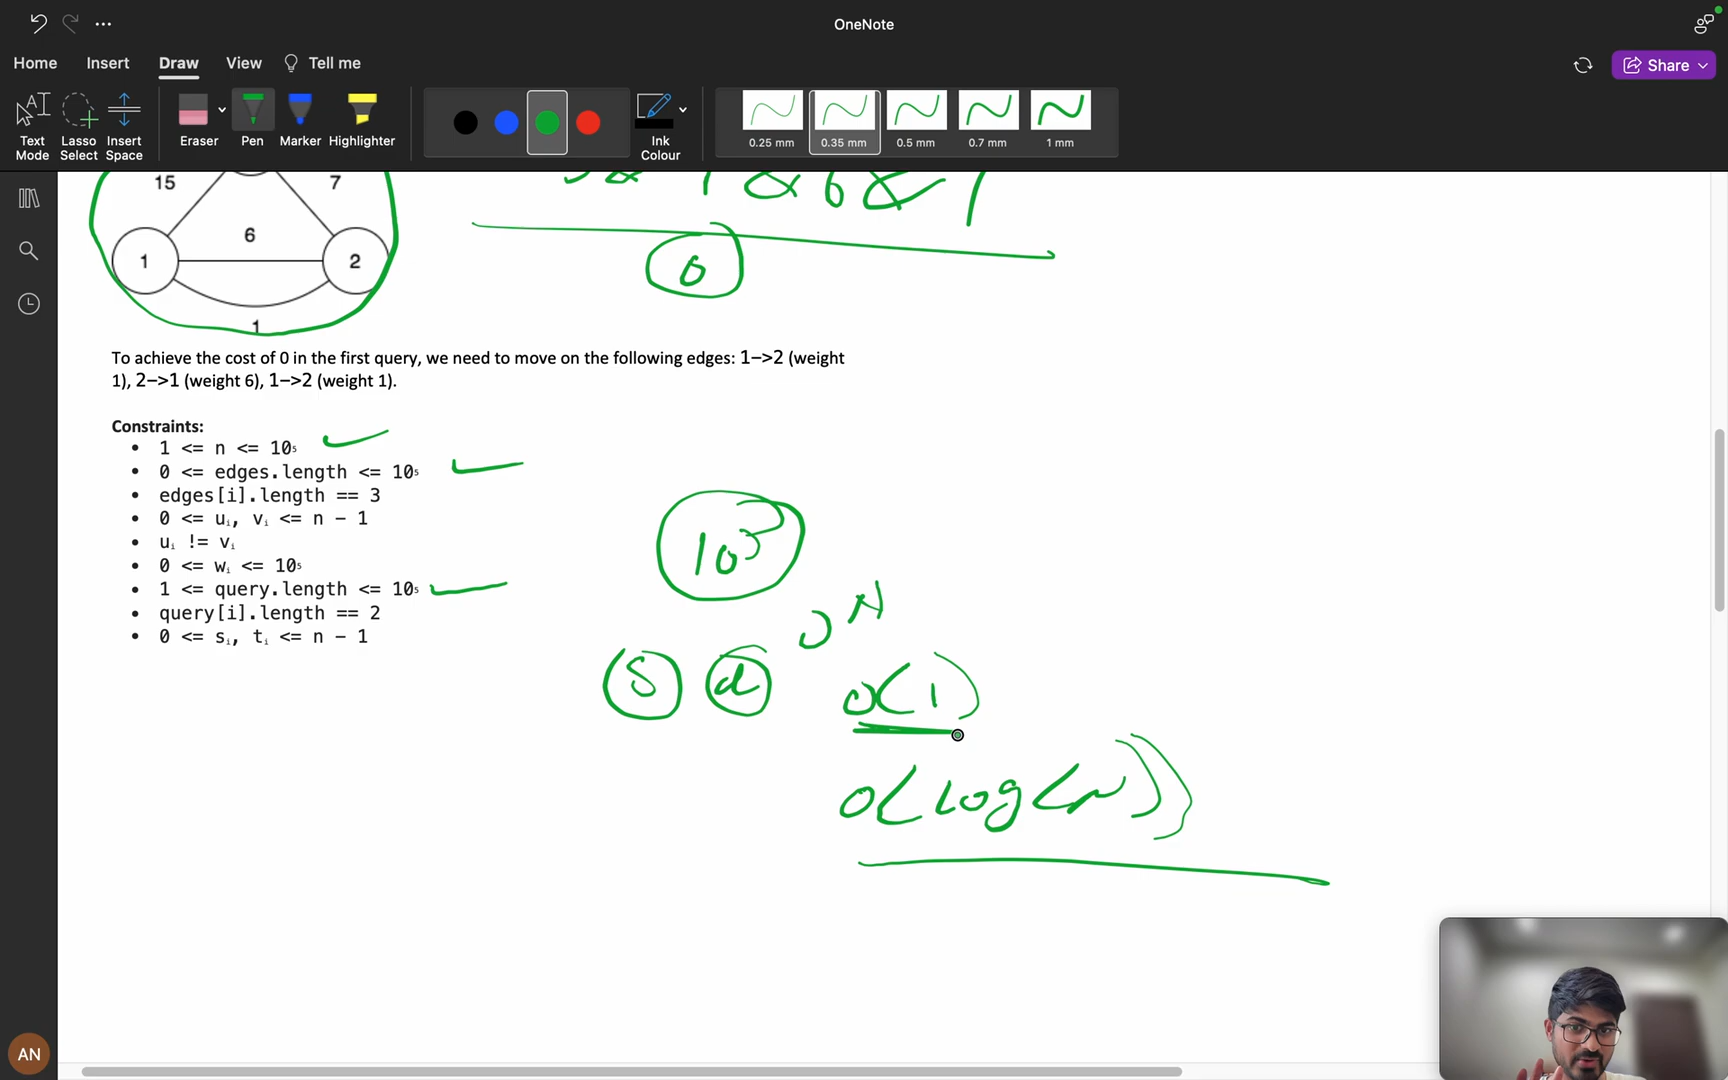 OneNote
Home Insert Draw View Tell me Share
Text Mode
Lasso Select
Insert Space
Eraser
Pen
Marker
Highlighter
Ink Colour
0.25 mm
0.35 mm
0.5 mm
0.7 mm
1 mm
15
7
6
1
2
1
& 1 & 6 & 1
0
To achieve the cost of 0 in the first query, we need to move on the following edges: 1–>2 (weight
1), 2–>1 (weight 6), 1–>2 (weight 1).
Constraints:
• 1 <= n <= 10⁵
• 0 <= edges.length <= 10⁵
• edges[i].length == 3
• 0 <= uᵢ, vᵢ <= n - 1
• uᵢ != vᵢ
• 0 <= wᵢ <= 10⁵
• 1 <= query.length <= 10⁵
• query[i].length == 2
• 0 <= sᵢ, tᵢ <= n - 1
10⁵
N
S d
O(1)
O(log(n))
AN